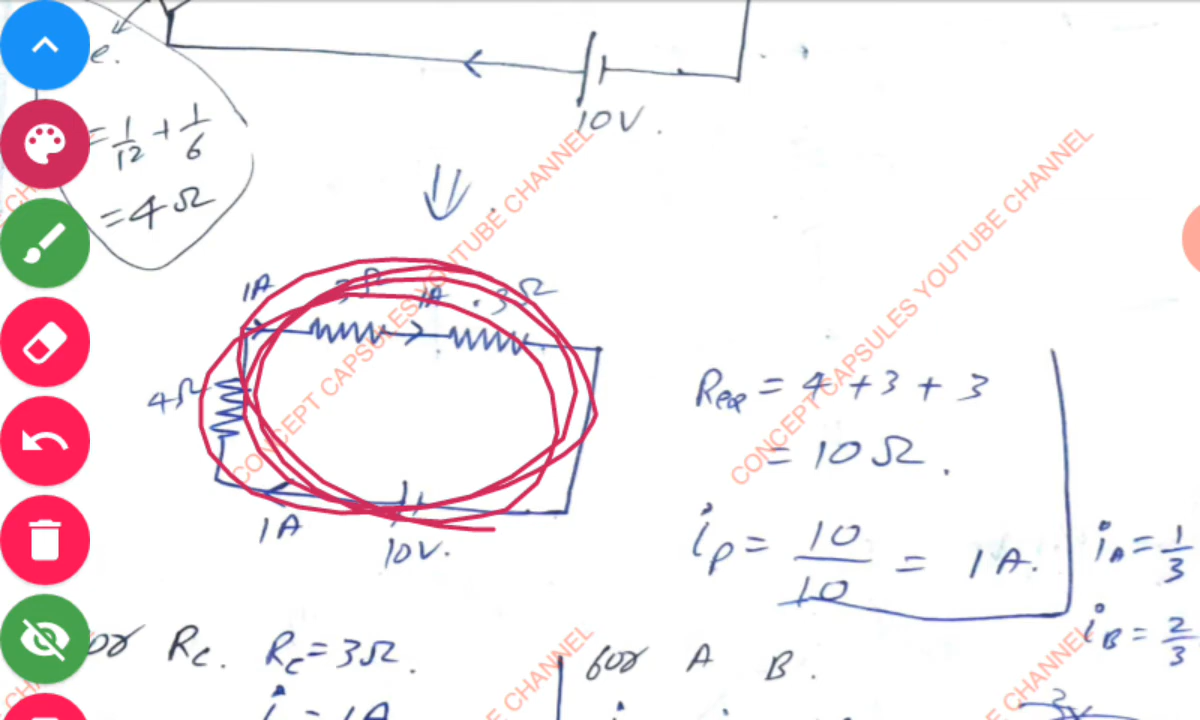 e.
10V.
= 1/12 + 1/6
= 4Ω
1A 3Ω 1A 3Ω
4Ω
1A
10V.
Req = 4 + 3 + 3
= 10Ω.
ip = 10/10 = 1A.
iA = 1/3
iB = 2/3
or Rc. Rc = 3Ω.
i = 1A
for A B.
CONCEPT CAPSULES YOUTUBE CHANNEL
CONCEPT CAPSULES YOUTUBE CHANNEL